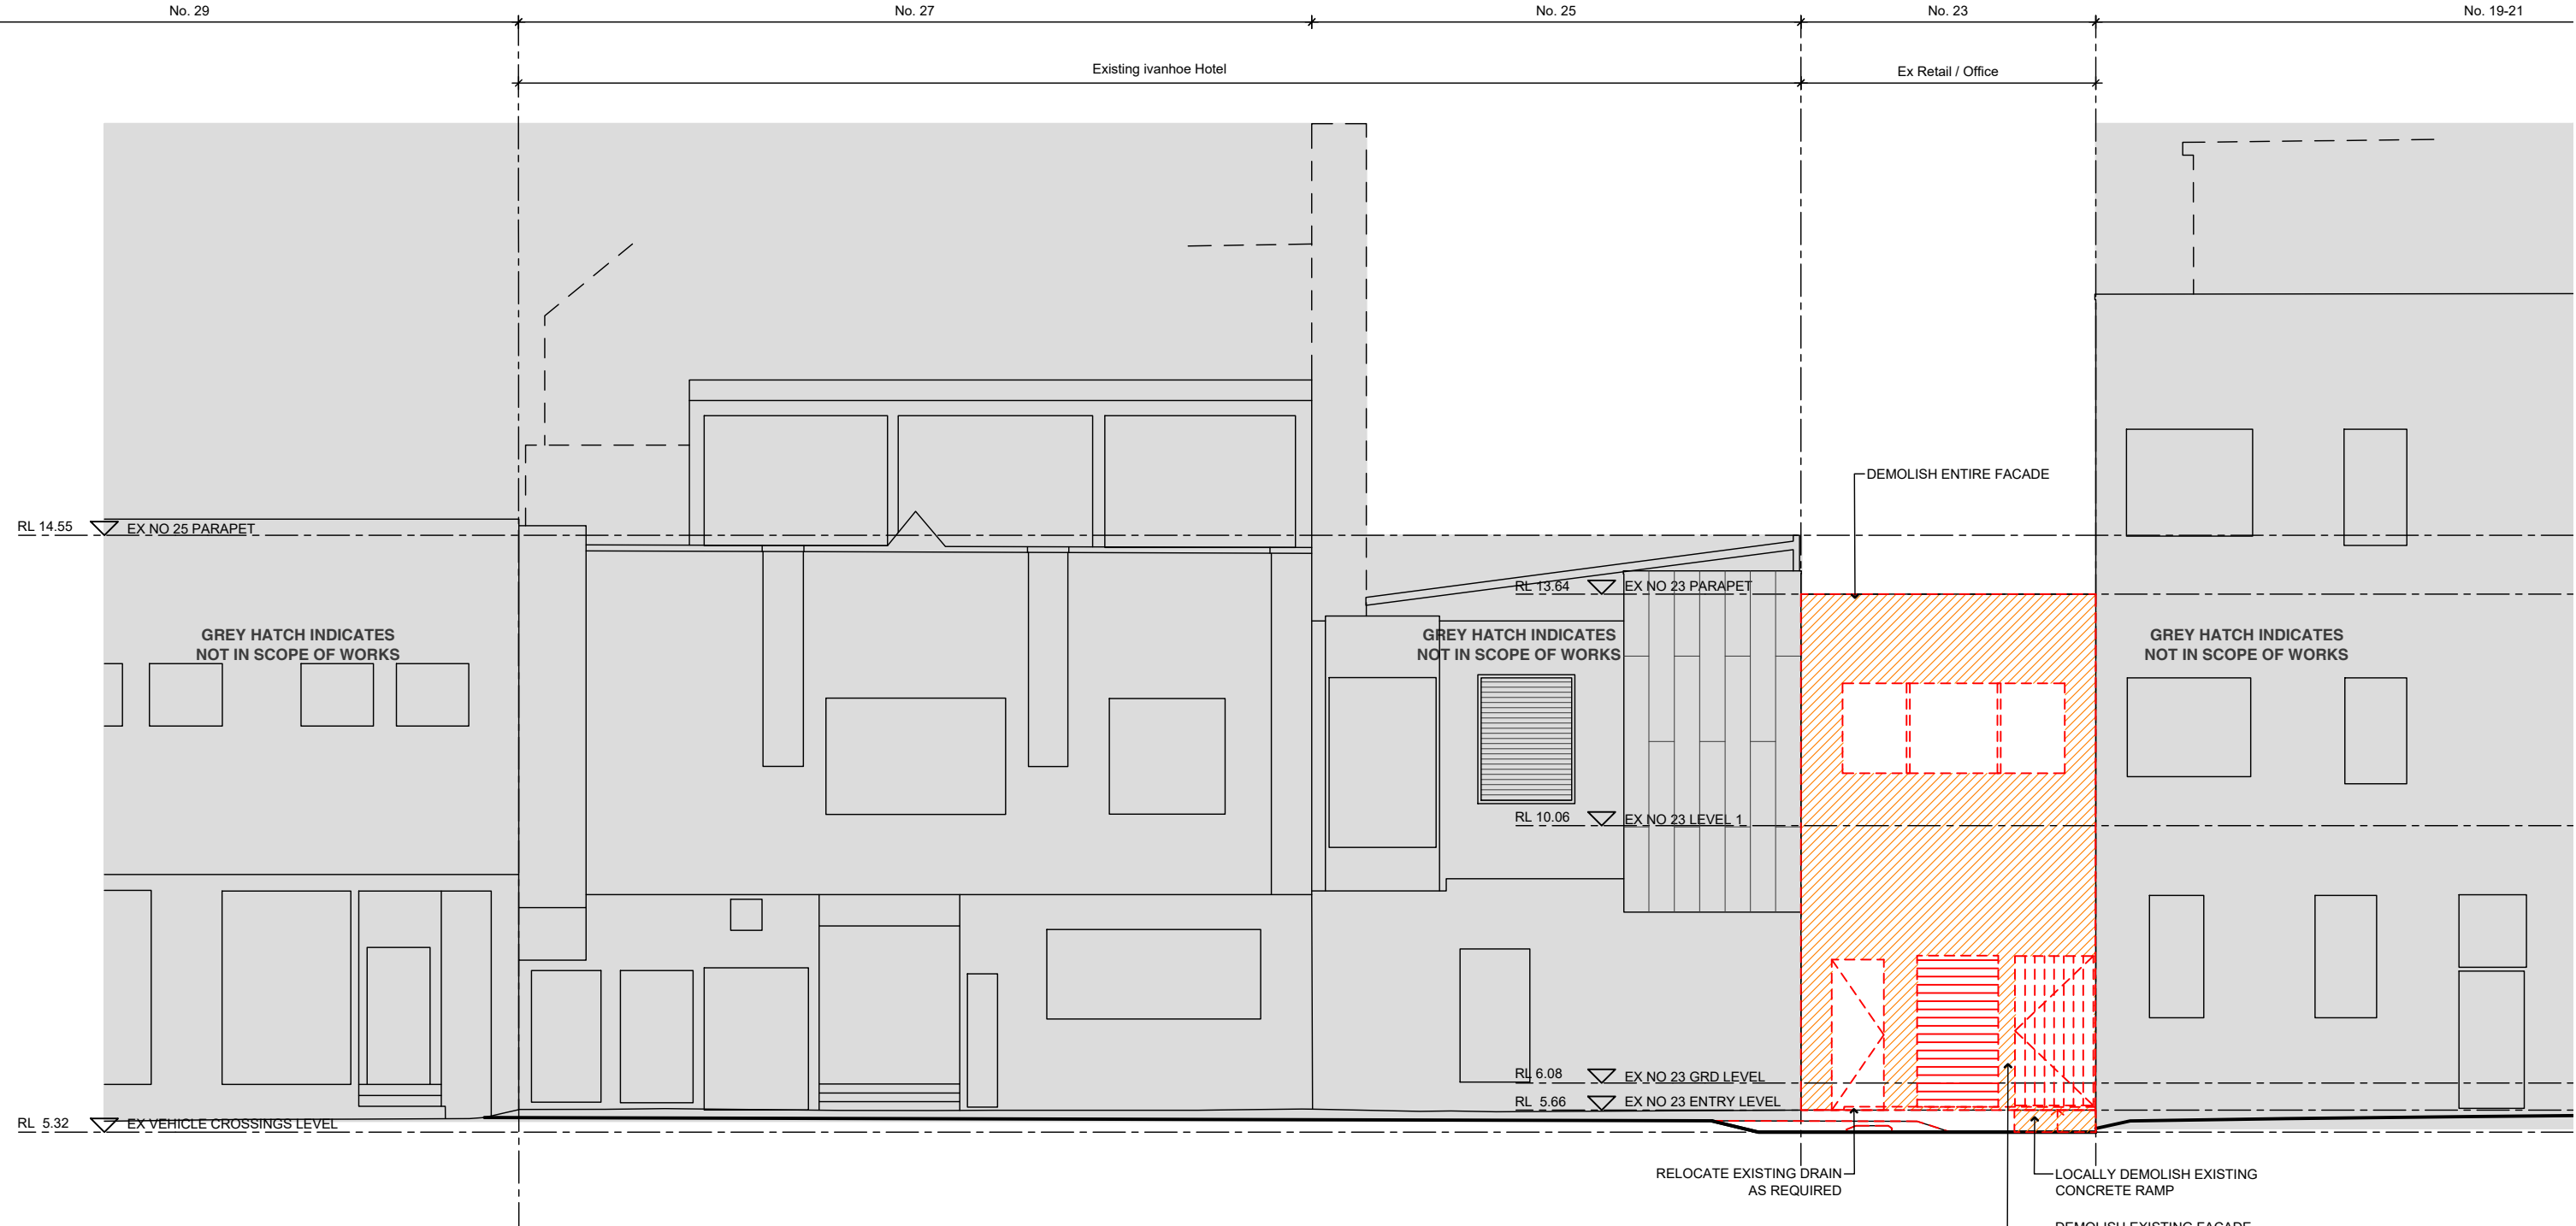 No. 29
No. 27
No. 25
No. 23
No. 19-21
Existing ivanhoe Hotel
Ex Retail / Office
DEMOLISH ENTIRE FACADE
RL 14.55
EX NO 25 PARAPET
RL 13.64
EX NO 23 PARAPET
GREY HATCH INDICATES
NOT IN SCOPE OF WORKS
GREY HATCH INDICATES
NOT IN SCOPE OF WORKS
GREY HATCH INDICATES
NOT IN SCOPE OF WORKS
RL 10.06
EX NO 23 LEVEL 1
RL 6.08
EX NO 23 GRD LEVEL
RL 5.66
EX NO 23 ENTRY LEVEL
RL 5.32
EX VEHICLE CROSSINGS LEVEL
RELOCATE EXISTING DRAIN
AS REQUIRED
LOCALLY DEMOLISH EXISTING
CONCRETE RAMP
DEMOLISH EXISTING FACADE